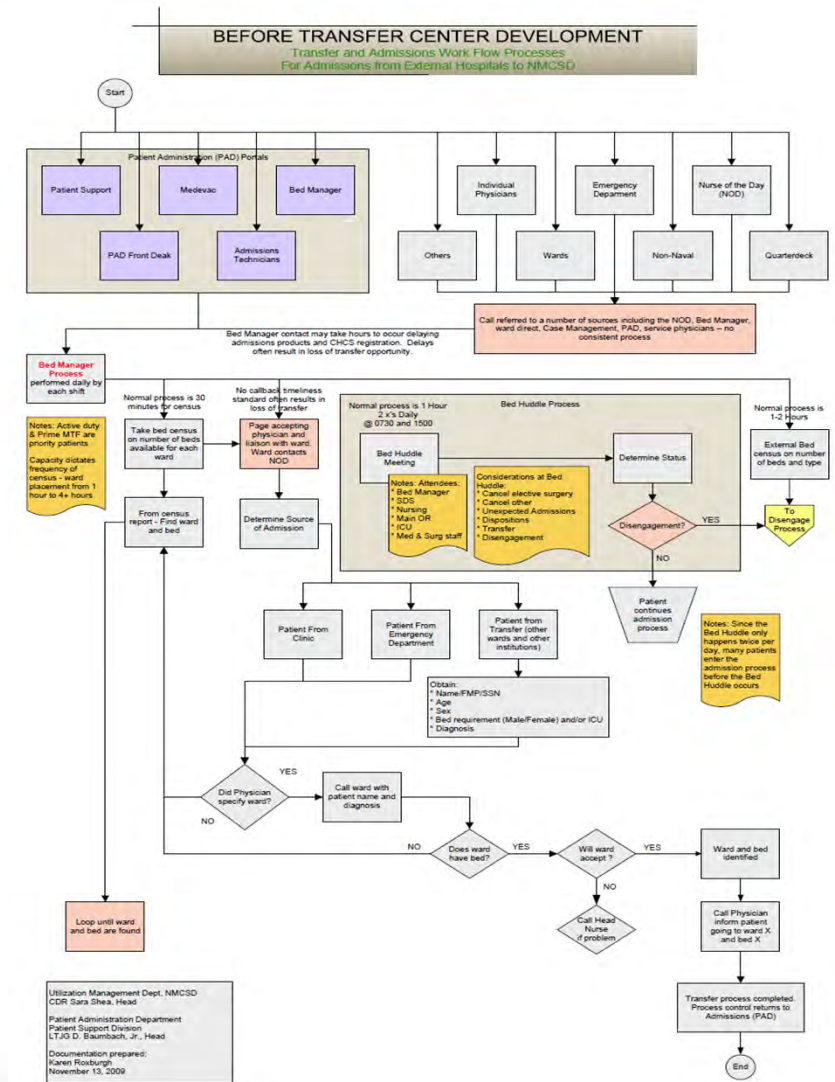 BEFORE TRANSFER CENTER DEVELOPMENT
Transfer and Admissions Work Flow Processes
For Admissions from External Hospitals to NMCSD
Start
Patient Administration (PAD) Portals
Patient Support
Medevac
Bed Manager
PAD Front Deak
Admissions
Technicians
Individual
Physicians
Emergency
Deparment
Nurse of the Day
(NOD)
Others
Wards
Non-Naval
Quarterdeck
Call referred to a number of sources including the NOD, Bed Manager,
ward direct, Case Management, PAD, service physicians – no
consistent process
Bed Manager contact may take hours to occur delaying
admissions products and CHCS registration. Delays
often result in loss of transfer opportunity.
Bed Manager
Process
performed daily by
each shift
Notes: Active duty
& Prime MTF are
priority patients
Capacity dictates
frequency of
census - ward
placement from 1
hour to 4+ hours
Normal process is 30
minutes for census
Take bed census
on number of beds
available for each
ward
From census
report - Find ward
and bed
No callback timeliness
standard often results in
loss of transfer
Page accepting
physician and
liaison with ward.
Ward contacts
NOD
Determine Source
of Admission
Normal process is 1 Hour
2 x's Daily
@ 0730 and 1500
Bed Huddle Process
Bed Huddle
Meeting
Notes: Attendees:
* Bed Manager
* SDS
* Nursing
* Main OR
* ICU
* Med & Surg staff
Considerations at Bed
Huddle:
* Cancel elective surgery
* Cancel other
* Unexpected Admissions
* Dispositions
* Transfer
* Disengagement
Determine Status
Disengagement?
YES
NO
Normal process is
1-2 Hours
External Bed
census on number
of beds and type
To
Disengage
Process
Patient
continues
admission
process
Notes: Since the
Bed Huddle only
happens twice per
day, many patients
enter the
admission process
before the Bed
Huddle occurs
Patient From
Clinic
Patient From
Emergency
Department
Patient from
Transfer (other
wards and other
institutions)
Obtain:
* Name/FMP/SSN
* Age
* Sex
* Bed requirement (Male/Female) and/or ICU
* Diagnosis
Did Physician
specify ward?
YES
NO
Call ward with
patient name and
diagnosis
Does ward
have bed?
NO
YES
Will ward
accept ?
YES
NO
Call Head
Nurse
if problem
Ward and bed
identified
Call Physician
inform patient
going to ward X
and bed X
Transfer process completed.
Process control returns to
Admissions (PAD)
End
Loop until ward
and bed are found
Utilization Management Dept, NMCSD
CDR Sara Shea, Head
Patient Administration Department
Patient Support Division
LTJG D. Baumbach, Jr., Head
Documentation prepared:
Karen Roxburgh
November 13, 2009